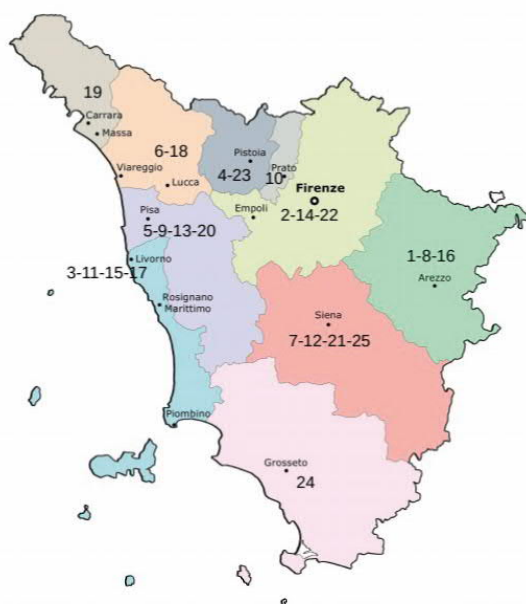 19
Carrara
Massa
6-18
Viareggio
Lucca
Pistoia
4-23
Prato
10
Firenze
2-14-22
Empoli
Pisa
5-9-13-20
Livorno
3-11-15-17
Rosignano
Marittimo
1-8-16
Arezzo
Siena
7-12-21-25
Piombino
Grosseto
24